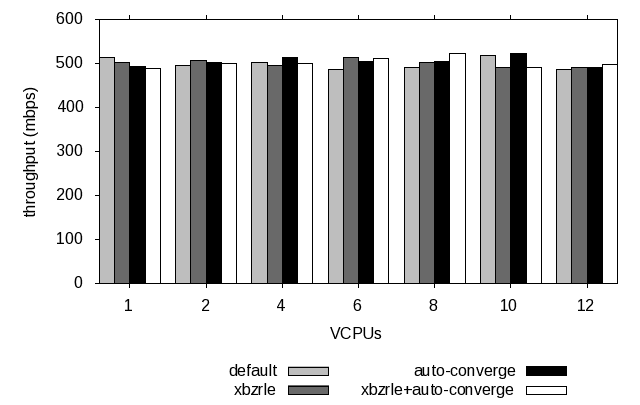 600
500
400
300
200
100
0
throughput (mbps)
1 2 4 6 8 10 12
VCPUs
default auto-converge
xbzrle xbzrle+auto-converge